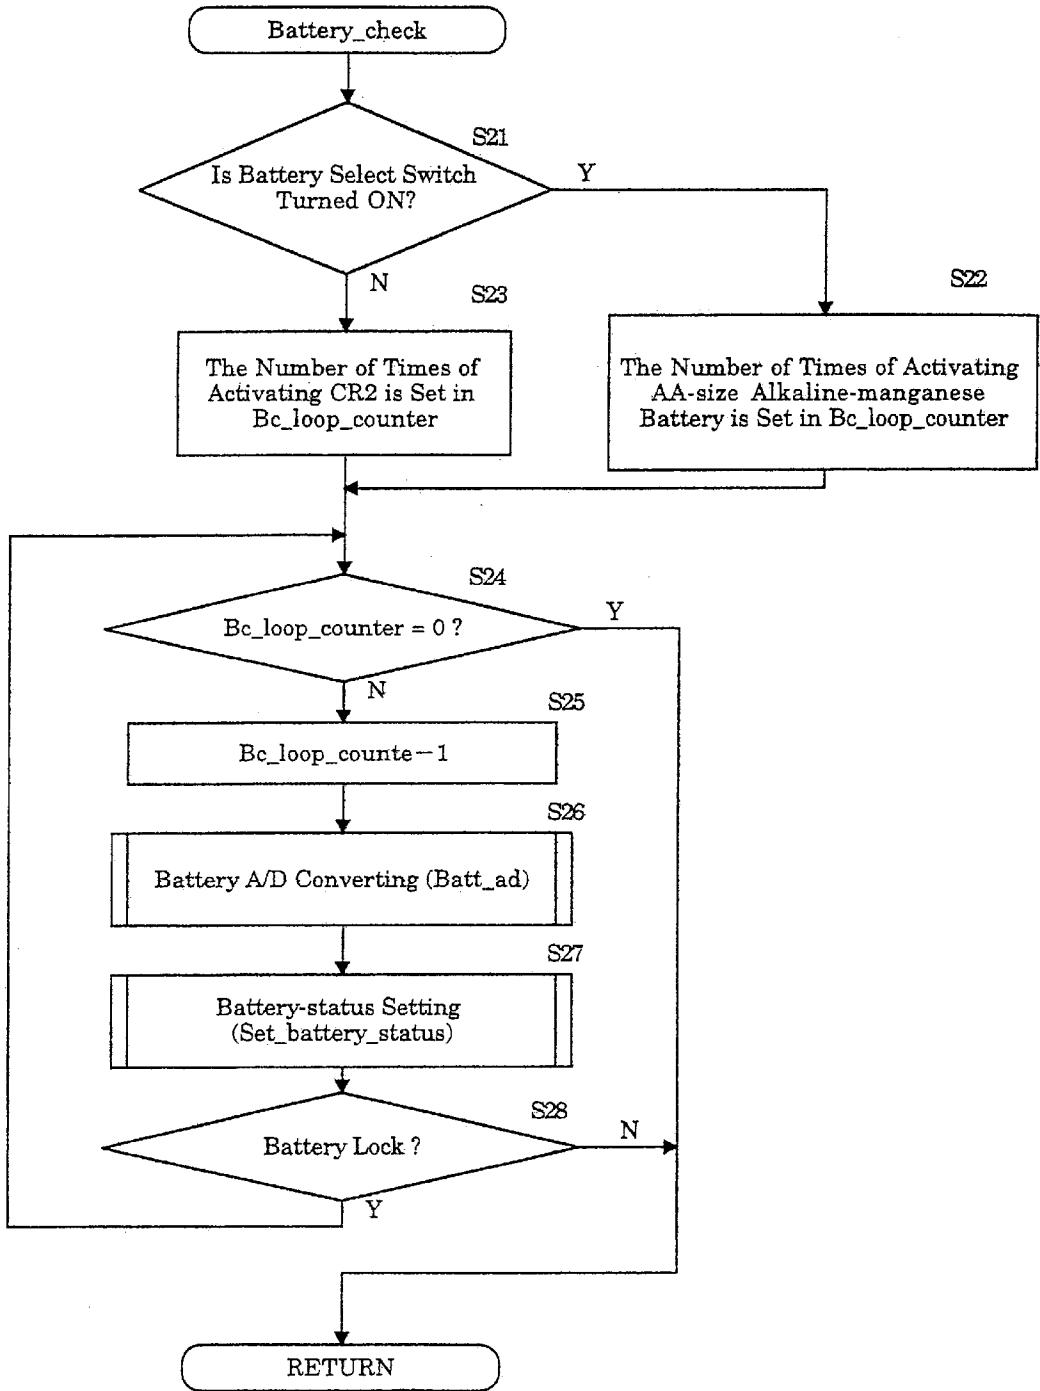 Battery_check
S21
Is Battery Select Switch
Turned ON?
Y
N
S23
S22
The Number of Times of
Activating CR2 is Set in
Bc_loop_counter
The Number of Times of Activating
AA-size Alkaline-manganese
Battery is Set in Bc_loop_counter
S24
Bc_loop_counter = 0 ?
Y
N
S25
Bc_loop_counte－1
S26
Battery A/D Converting (Batt_ad)
S27
Battery-status Setting
(Set_battery_status)
S28
Battery Lock ?
N
Y
RETURN